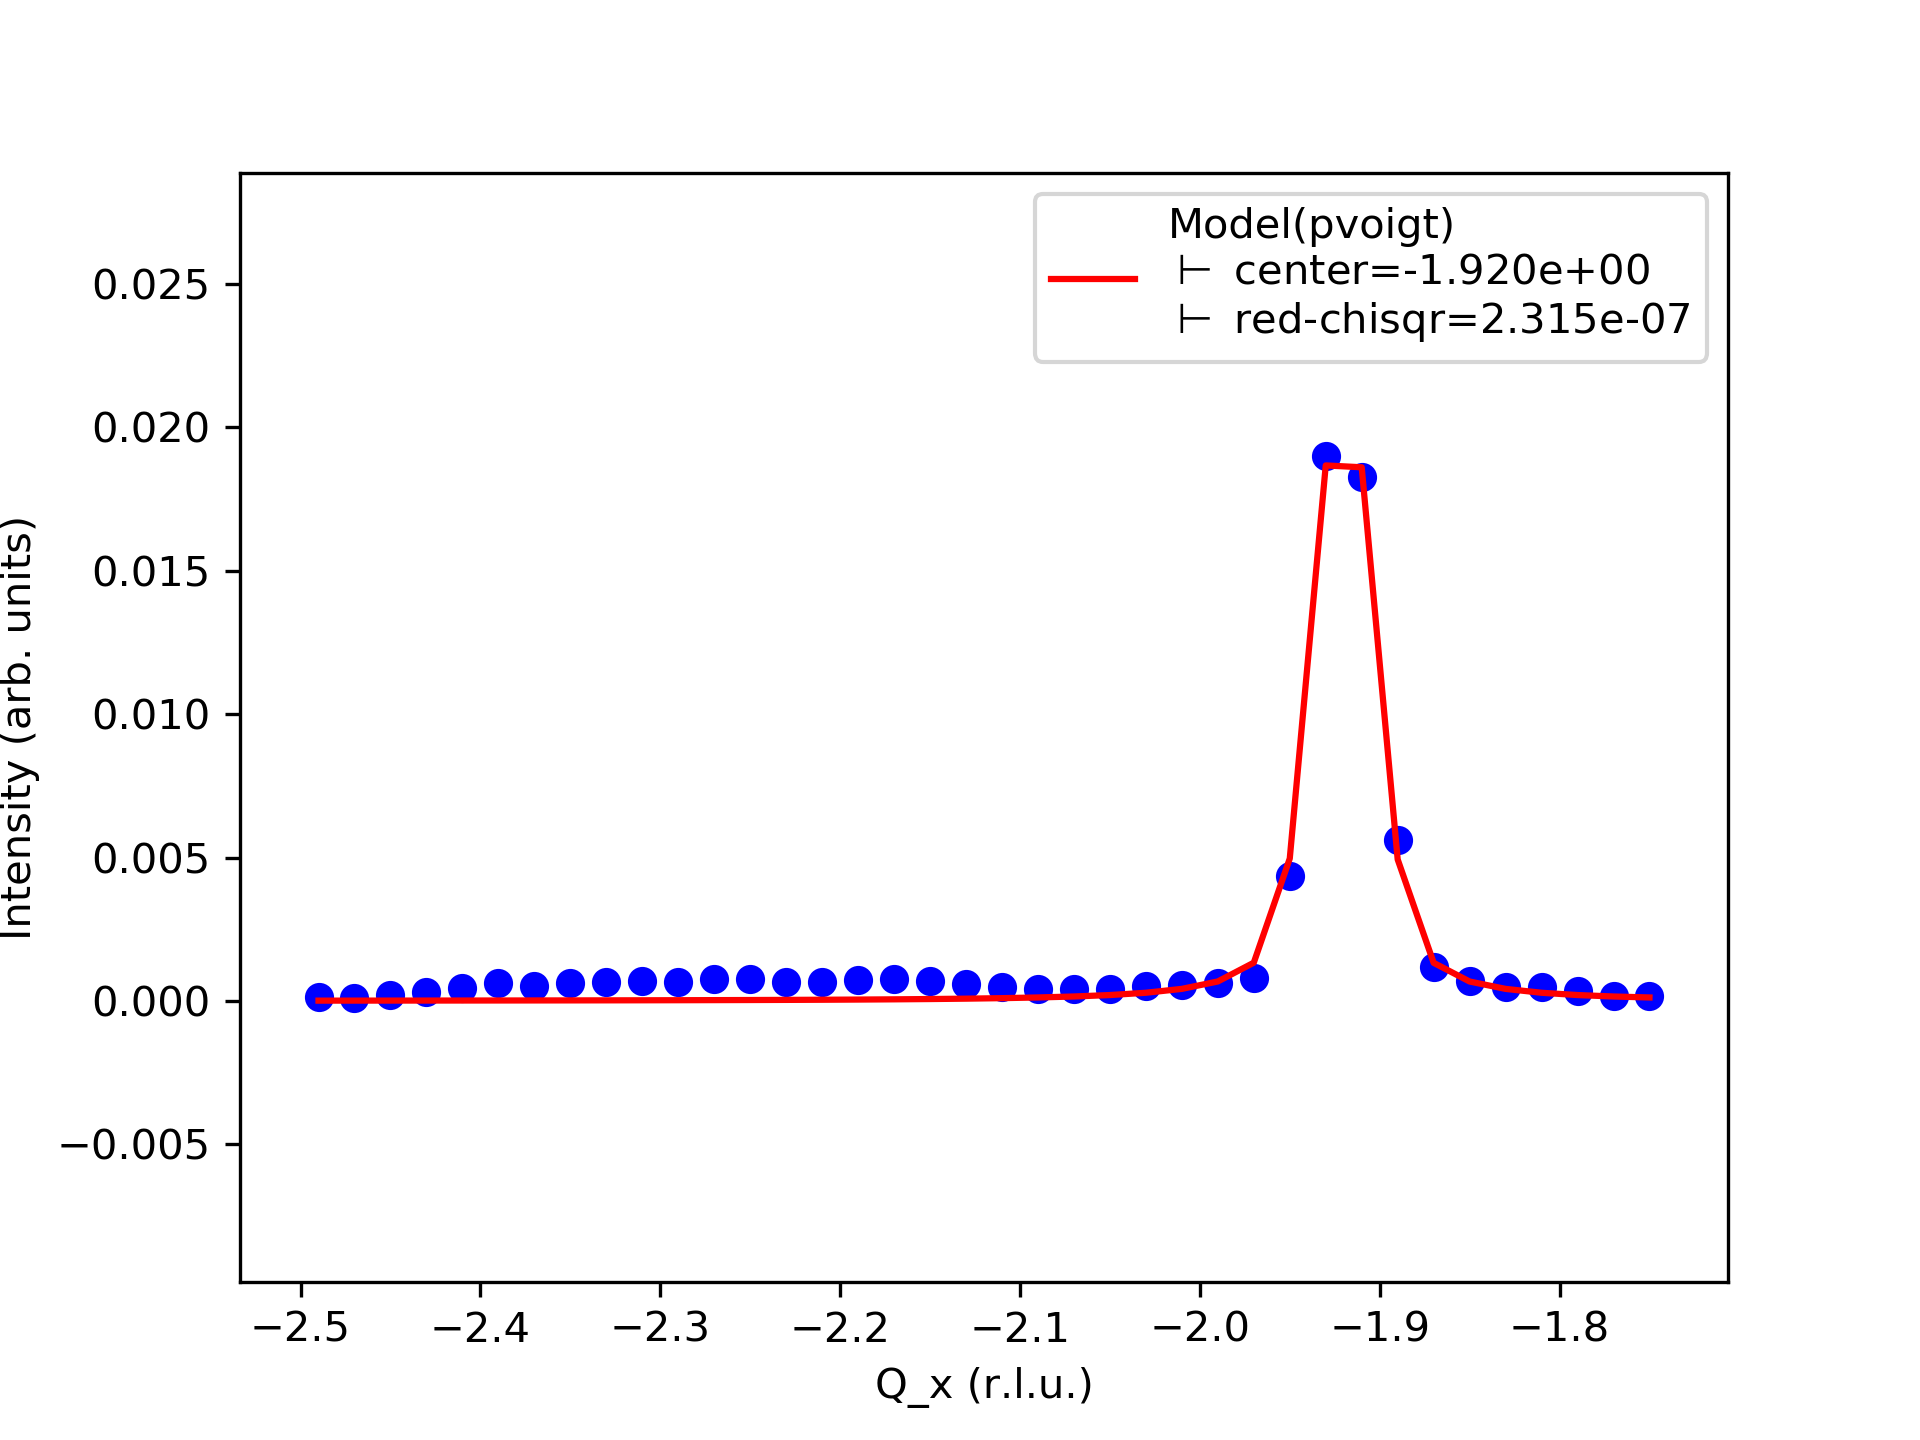 Model(pvoigt)
⊢ center=-1.920e+00
⊢ red-chisqr=2.315e-07
0.025
0.020
0.015
0.010
0.005
0.000
−0.005
Intensity (arb. units)
−2.5 −2.4 −2.3 −2.2 −2.1 −2.0 −1.9 −1.8
Q_x (r.l.u.)